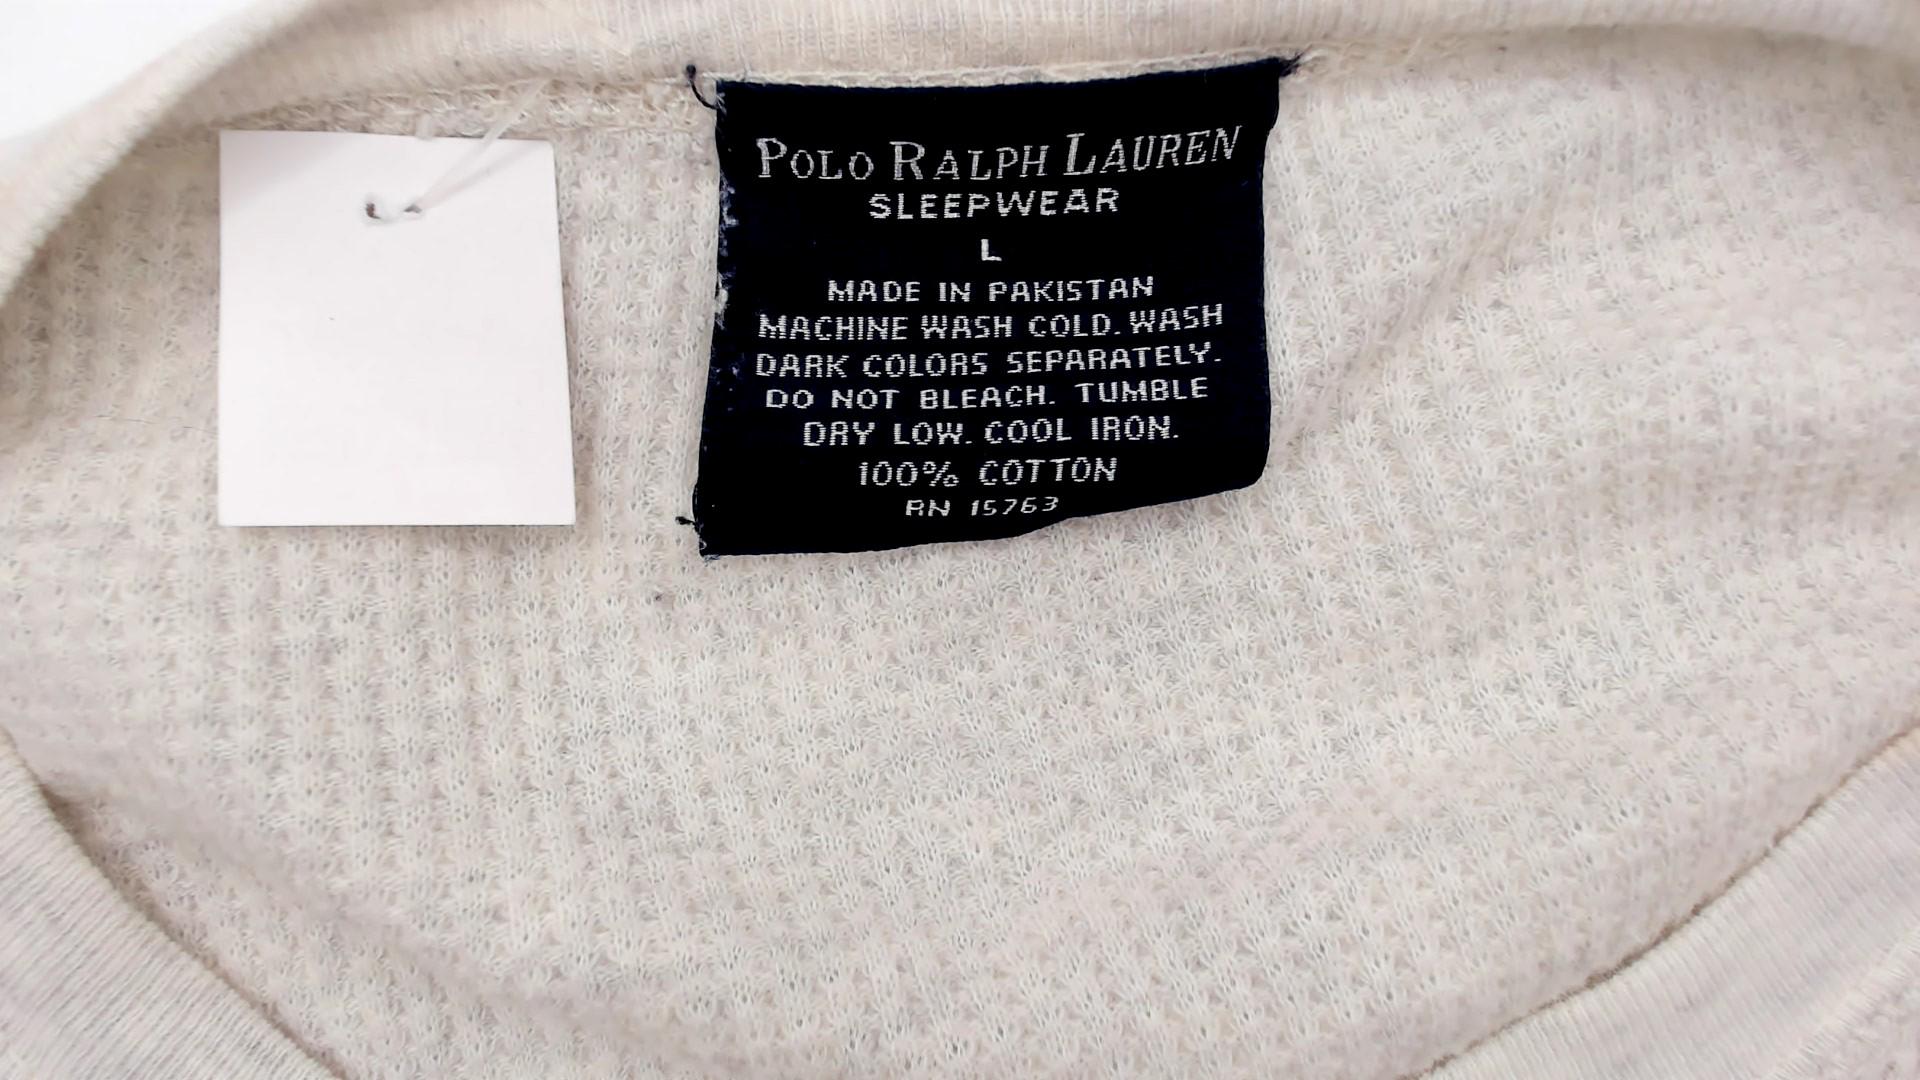 POLO RALPH LAUREN
SLEEPWEAR
L
MADE IN PAKISTAN
MACHINE WASH COLD. WASH
DARK COLORS SEPARATELY.
DO NOT BLEACH. TUMBLE
DRY LOW. COOL IRON.
100% COTTON
RN 15763